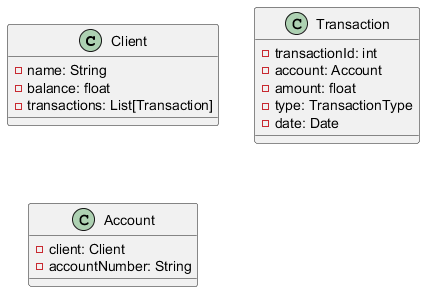 C Client
name: String
balance: float
transactions: List[Transaction]
C Transaction
transactionId: int
account: Account
amount: float
type: TransactionType
date: Date
C Account
client: Client
accountNumber: String